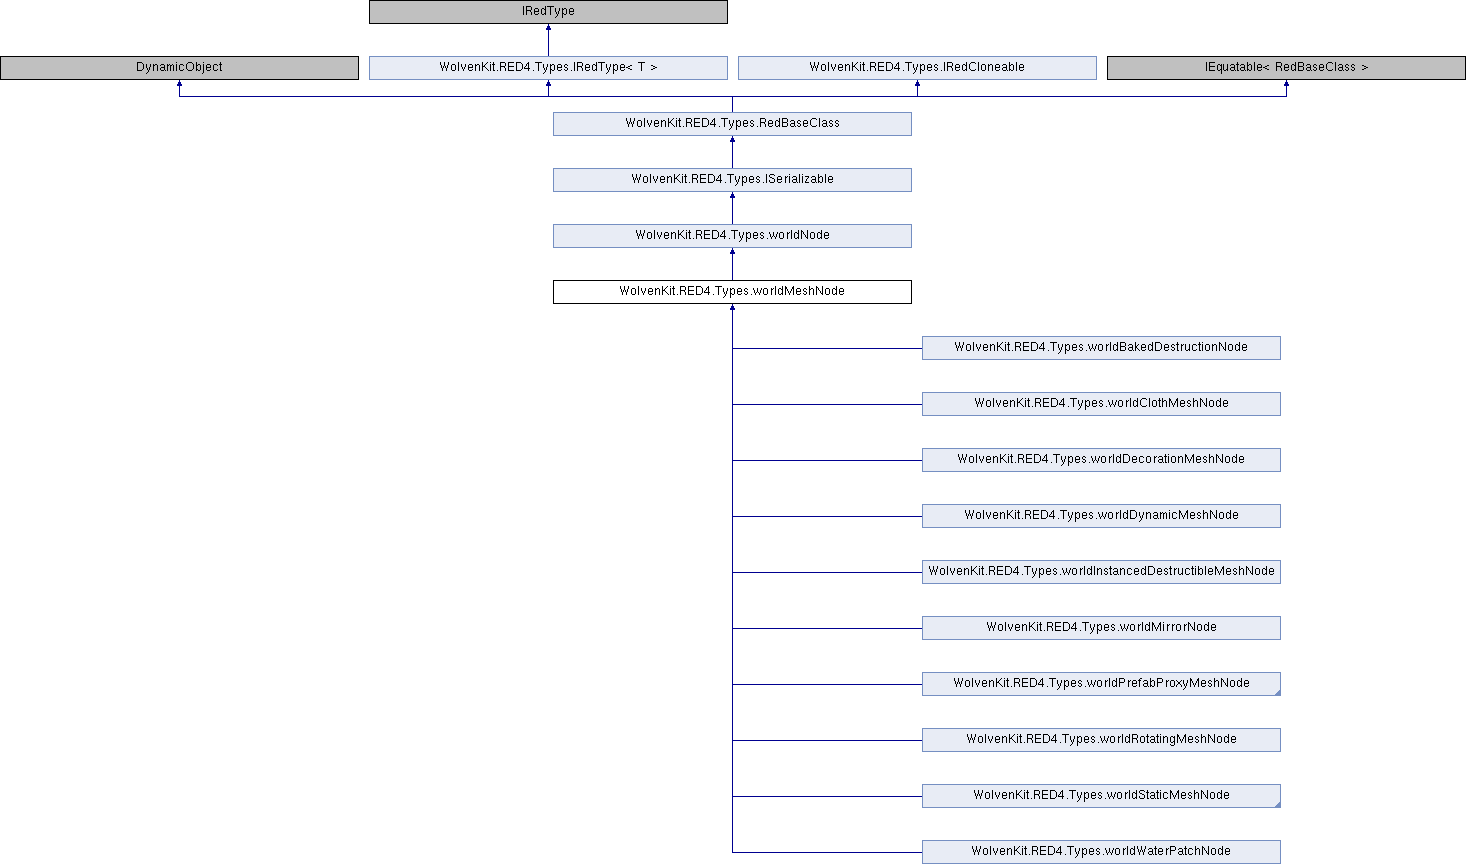 IRedType
DynamicObject
WolvenKit.RED4.Types.IRedType< T >
WolvenKit.RED4.Types.IRedCloneable
IEquatable< RedBaseClass >
WolvenKit.RED4.Types.RedBaseClass
WolvenKit.RED4.Types.ISerializable
WolvenKit.RED4.Types.worldNode
WolvenKit.RED4.Types.worldMeshNode
WolvenKit.RED4.Types.worldBakedDestructionNode
WolvenKit.RED4.Types.worldClothMeshNode
WolvenKit.RED4.Types.worldDecorationMeshNode
WolvenKit.RED4.Types.worldDynamicMeshNode
WolvenKit.RED4.Types.worldInstancedDestructibleMeshNode
WolvenKit.RED4.Types.worldMirrorNode
WolvenKit.RED4.Types.worldPrefabProxyMeshNode
WolvenKit.RED4.Types.worldRotatingMeshNode
WolvenKit.RED4.Types.worldStaticMeshNode
WolvenKit.RED4.Types.worldWaterPatchNode